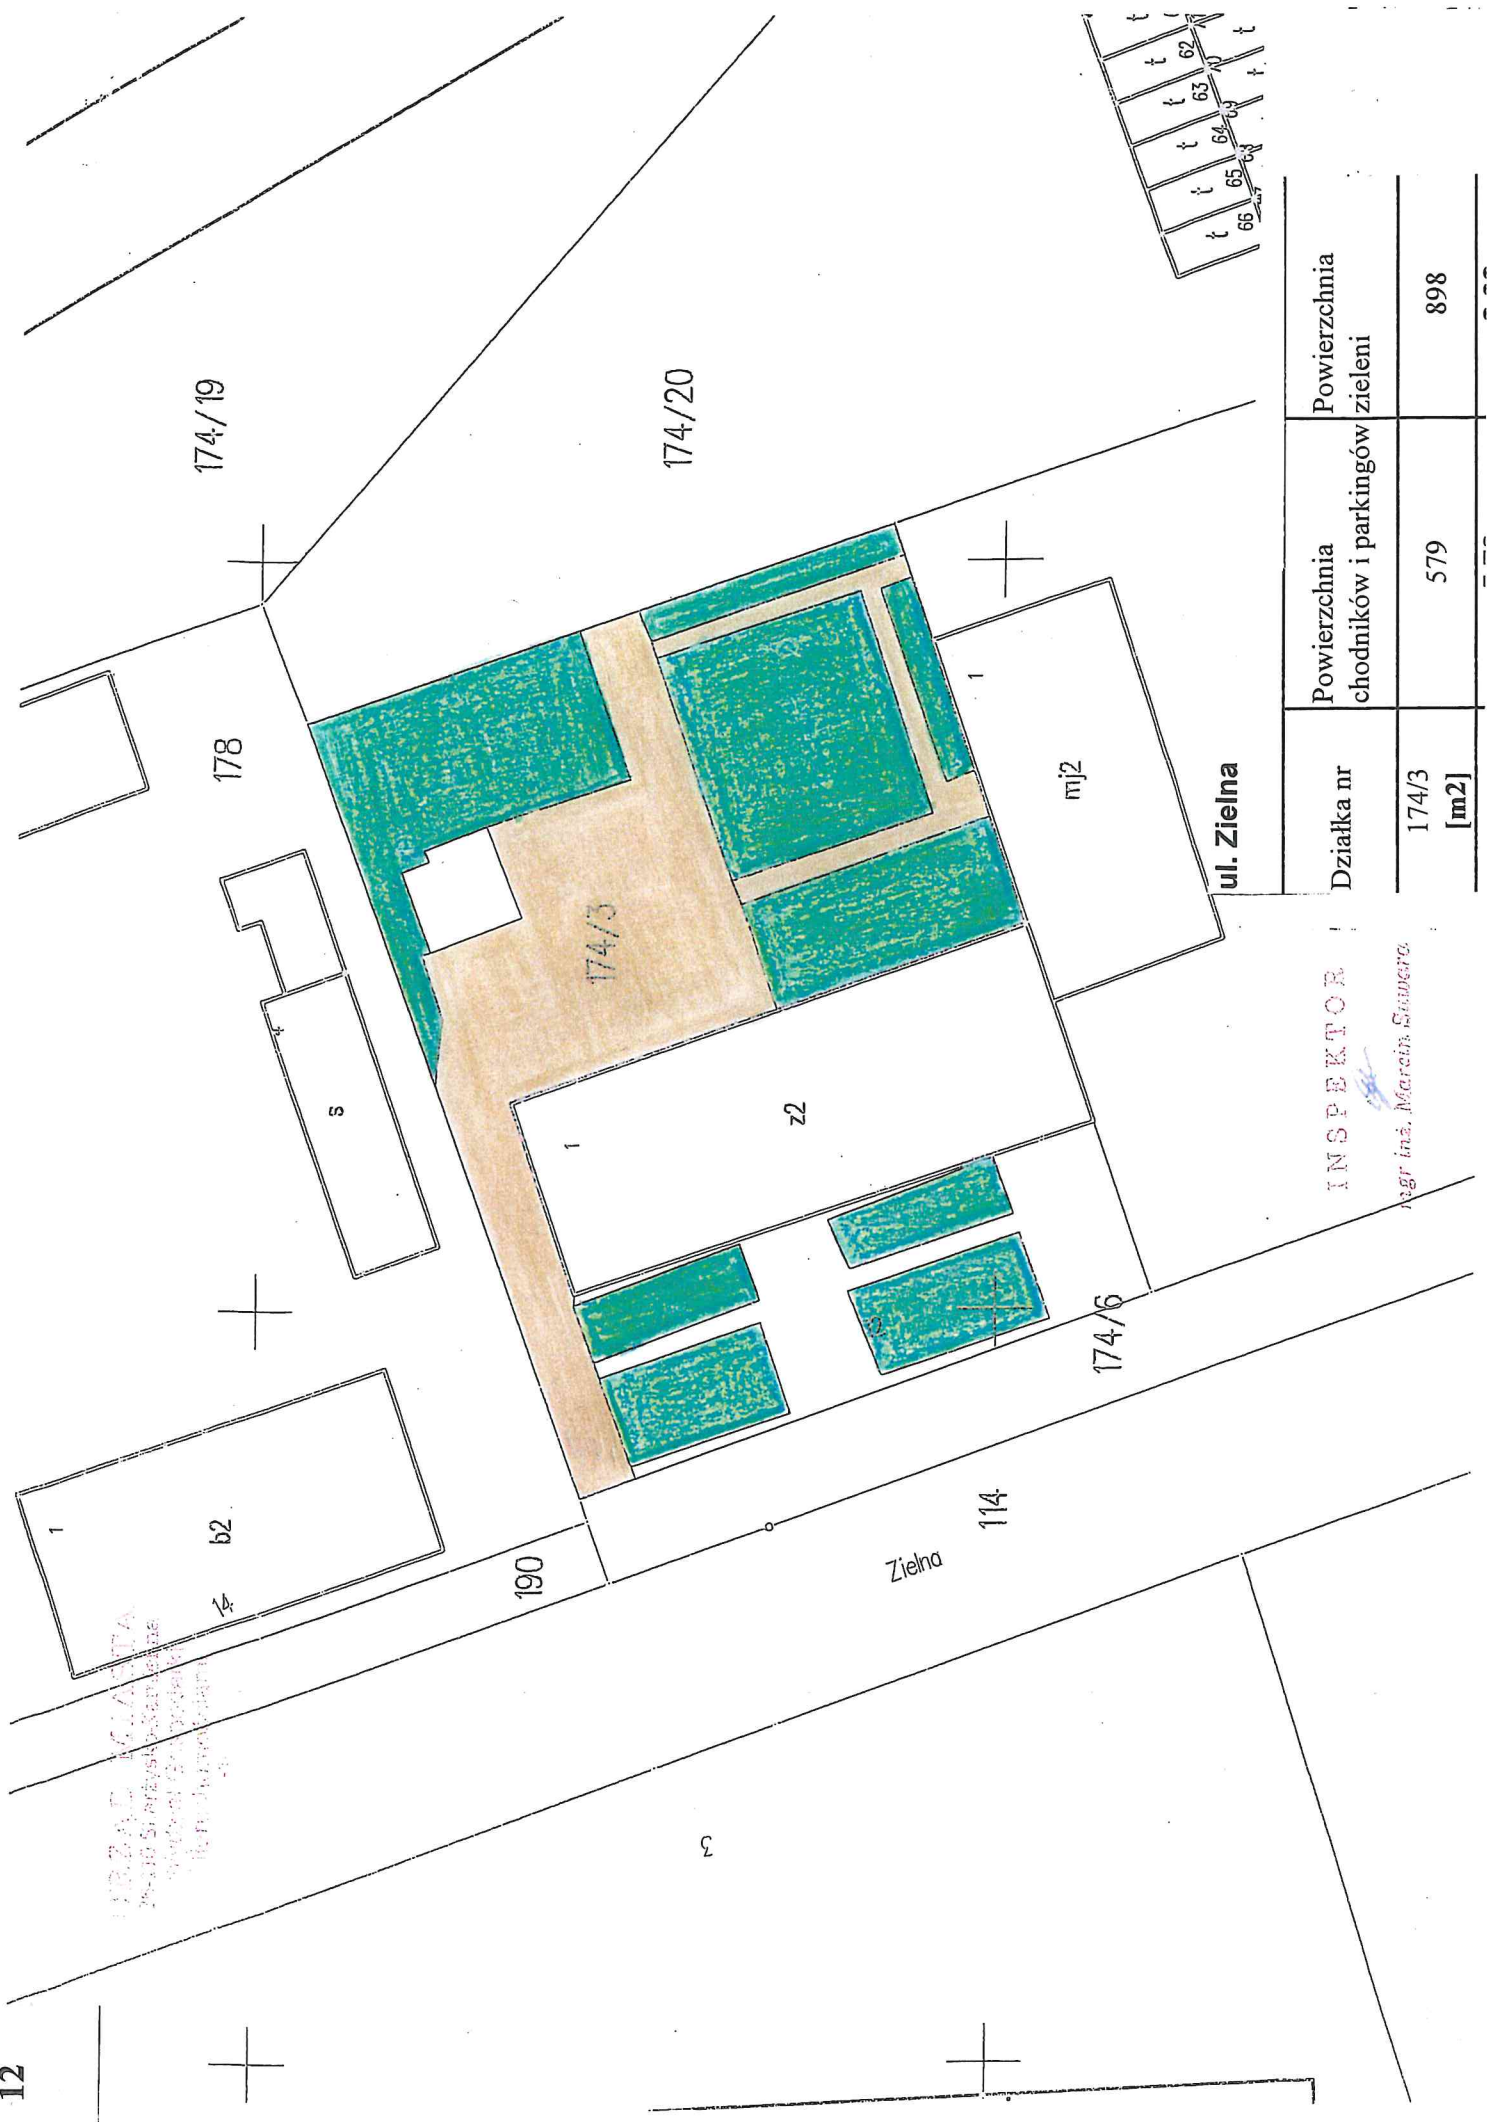 12
174/19
174/20
178
174/3
174/6
190
114
Zielna
3
s
1
b2
14
1
z2
1
mj2
t
t
t
t
t
t
66
65
64
63
62
69
ul. Zielna
Działka nr
Powierzchnia
chodników i parkingów
Powierzchnia
zieleni
174/3
[m2]
579
898
INSPEKTOR
mgr inż. Marcin